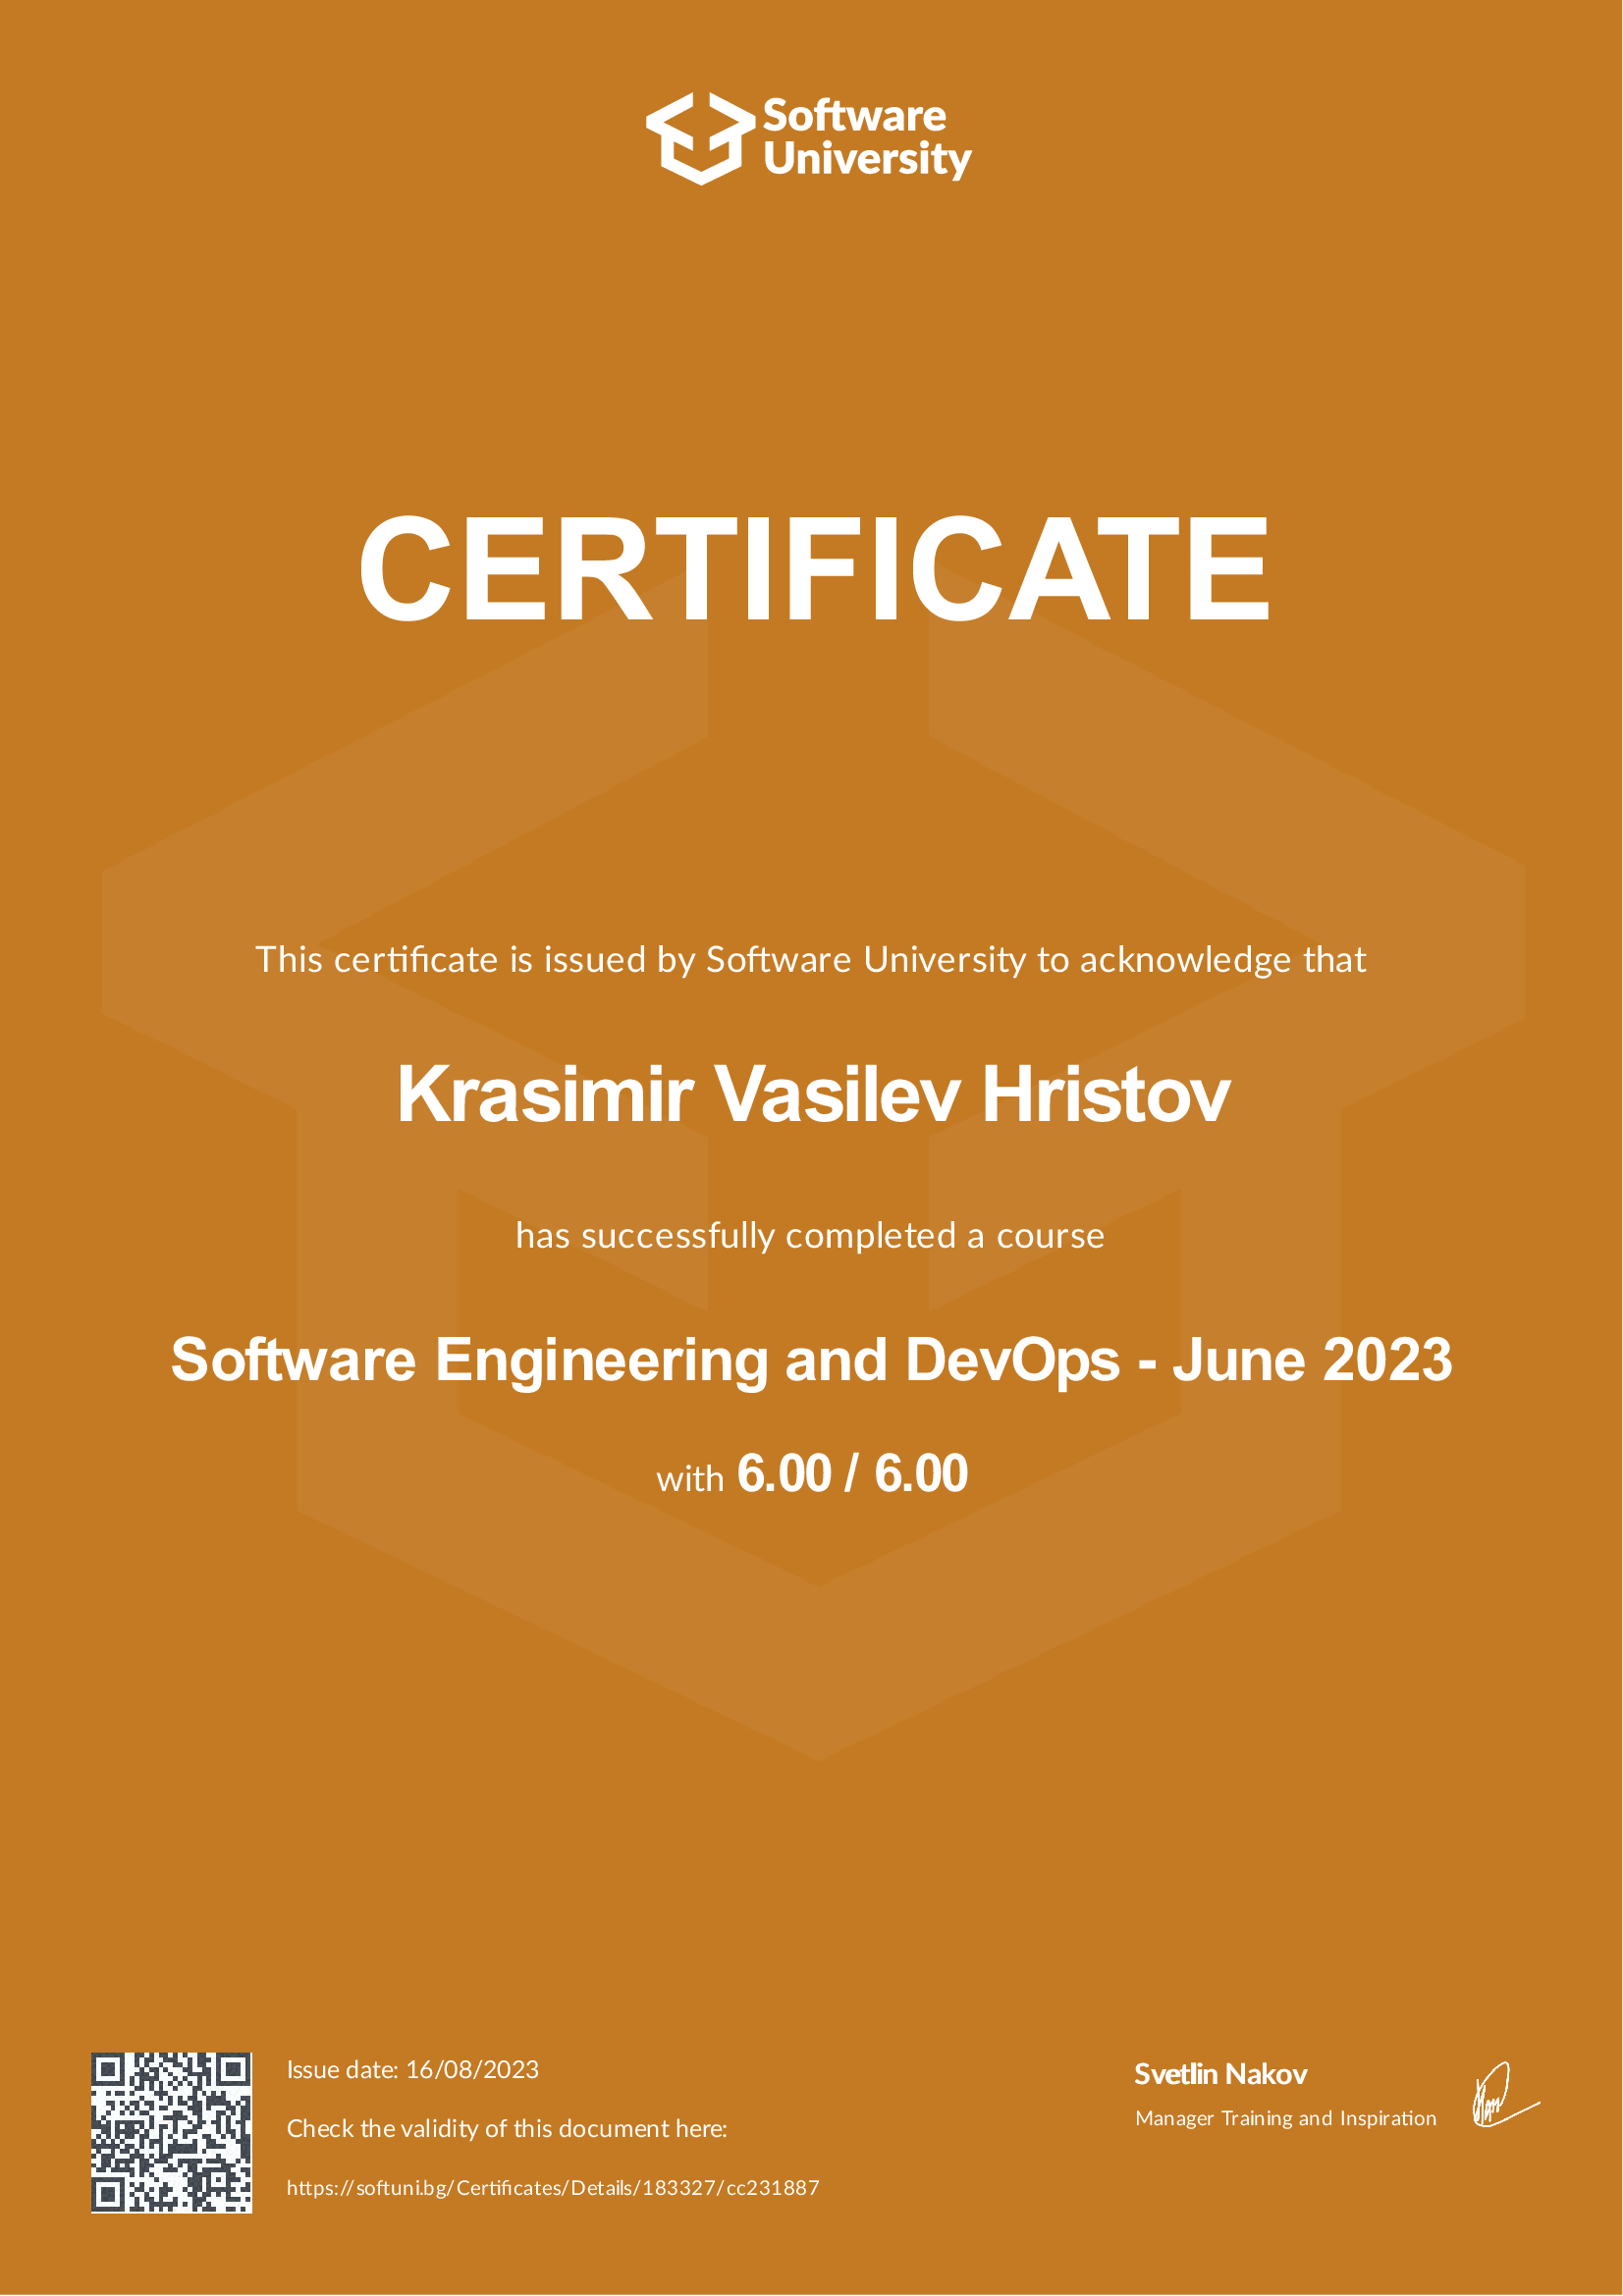 Software
University
CERTIFICATE
This certificate is issued by Software University to acknowledge that
Krasimir Vasilev Hristov
has successfully completed a course
Software Engineering and DevOps - June 2023
with 6.00 / 6.00
Issue date: 16/08/2023
Check the validity of this document here:
https://softuni.bg/Certificates/Details/183327/cc231887
Svetlin Nakov
Manager Training and Inspiration